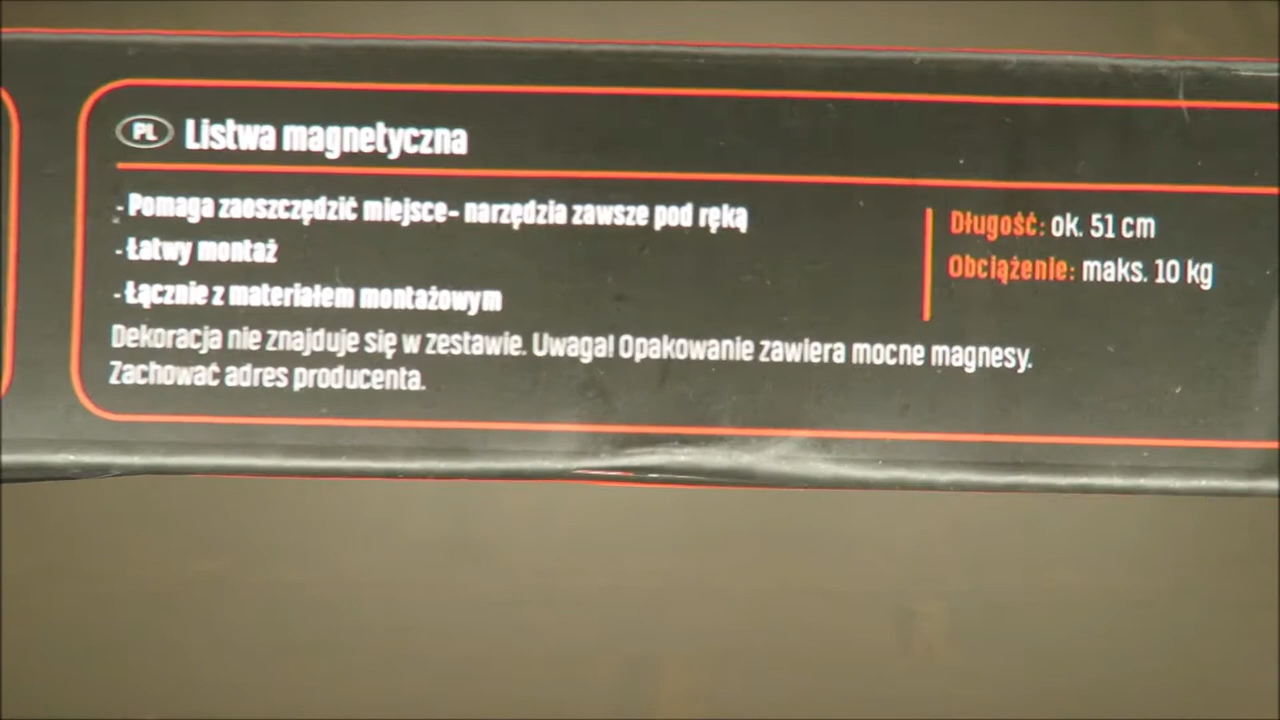 PL Listwa magnetyczna
- Pomaga zaoszczędzić miejsce- narzędzia zawsze pod ręką
- Łatwy montaż
- Łącznie z materiałem montażowym
Dekoracja nie znajduje się w zestawie. Uwaga! Opakowanie zawiera mocne magnesy.
Zachować adres producenta.
Długość: ok. 51 cm
Obciążenie: maks. 10 kg